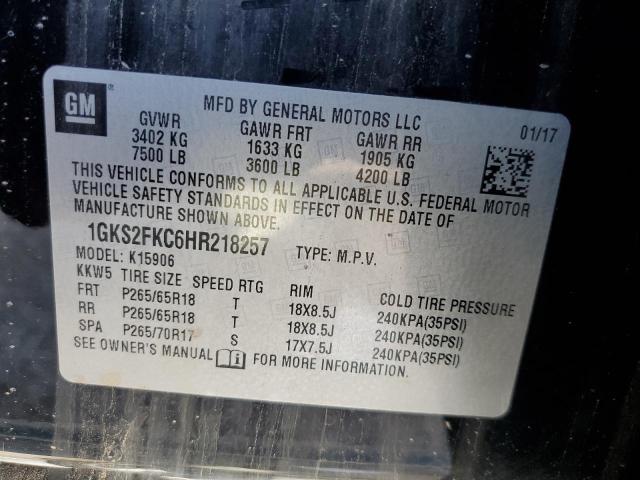 GM
MFD BY GENERAL MOTORS LLC
01/17
GVWR GAWR FRT GAWR RR
3402 KG 1633 KG 1905 KG
7500 LB 3600 LB 4200 LB
THIS VEHICLE CONFORMS TO ALL APPLICABLE U.S. FEDERAL MOTOR
VEHICLE SAFETY STANDARDS IN EFFECT ON THE DATE OF
MANUFACTURE SHOWN ABOVE.
1GKS2FKC6HR218257 TYPE: M.P.V.
MODEL: K15906
KKW5 TIRE SIZE SPEED RTG RIM COLD TIRE PRESSURE
FRT P265/65R18 T 18X8.5J 240KPA(35PSI)
RR P265/65R18 T 18X8.5J 240KPA(35PSI)
SPA P265/70R17 S 17X7.5J 240KPA(35PSI)
SEE OWNER'S MANUAL FOR MORE INFORMATION.